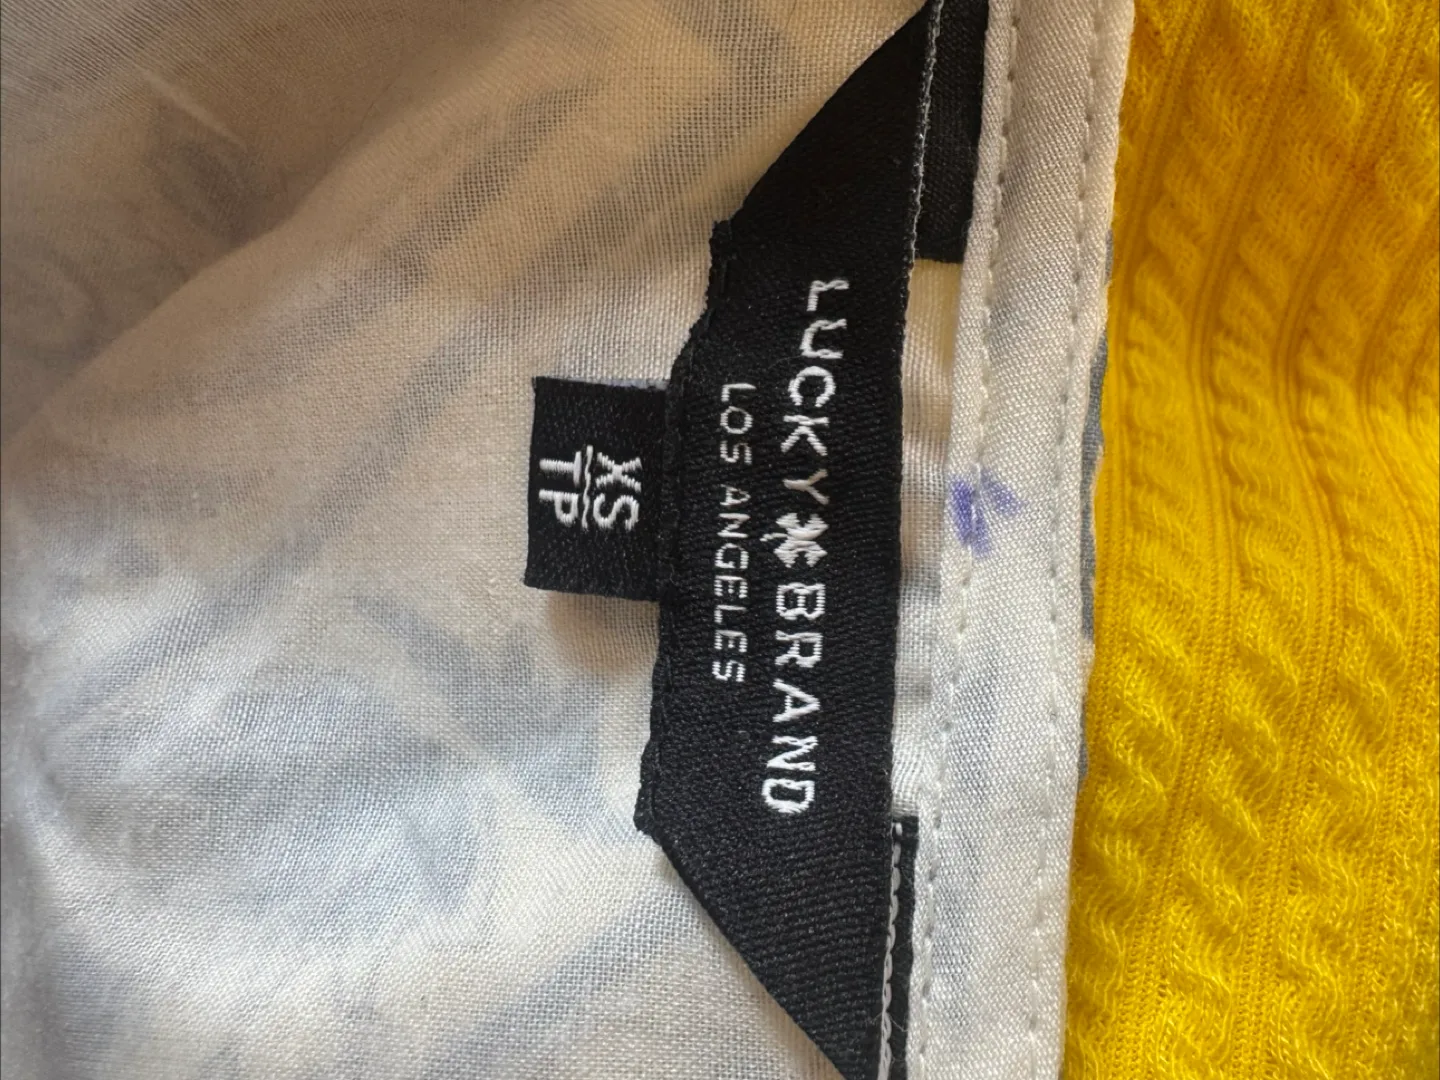 LUCKY BRAND
LOS ANGELES
XS
TP